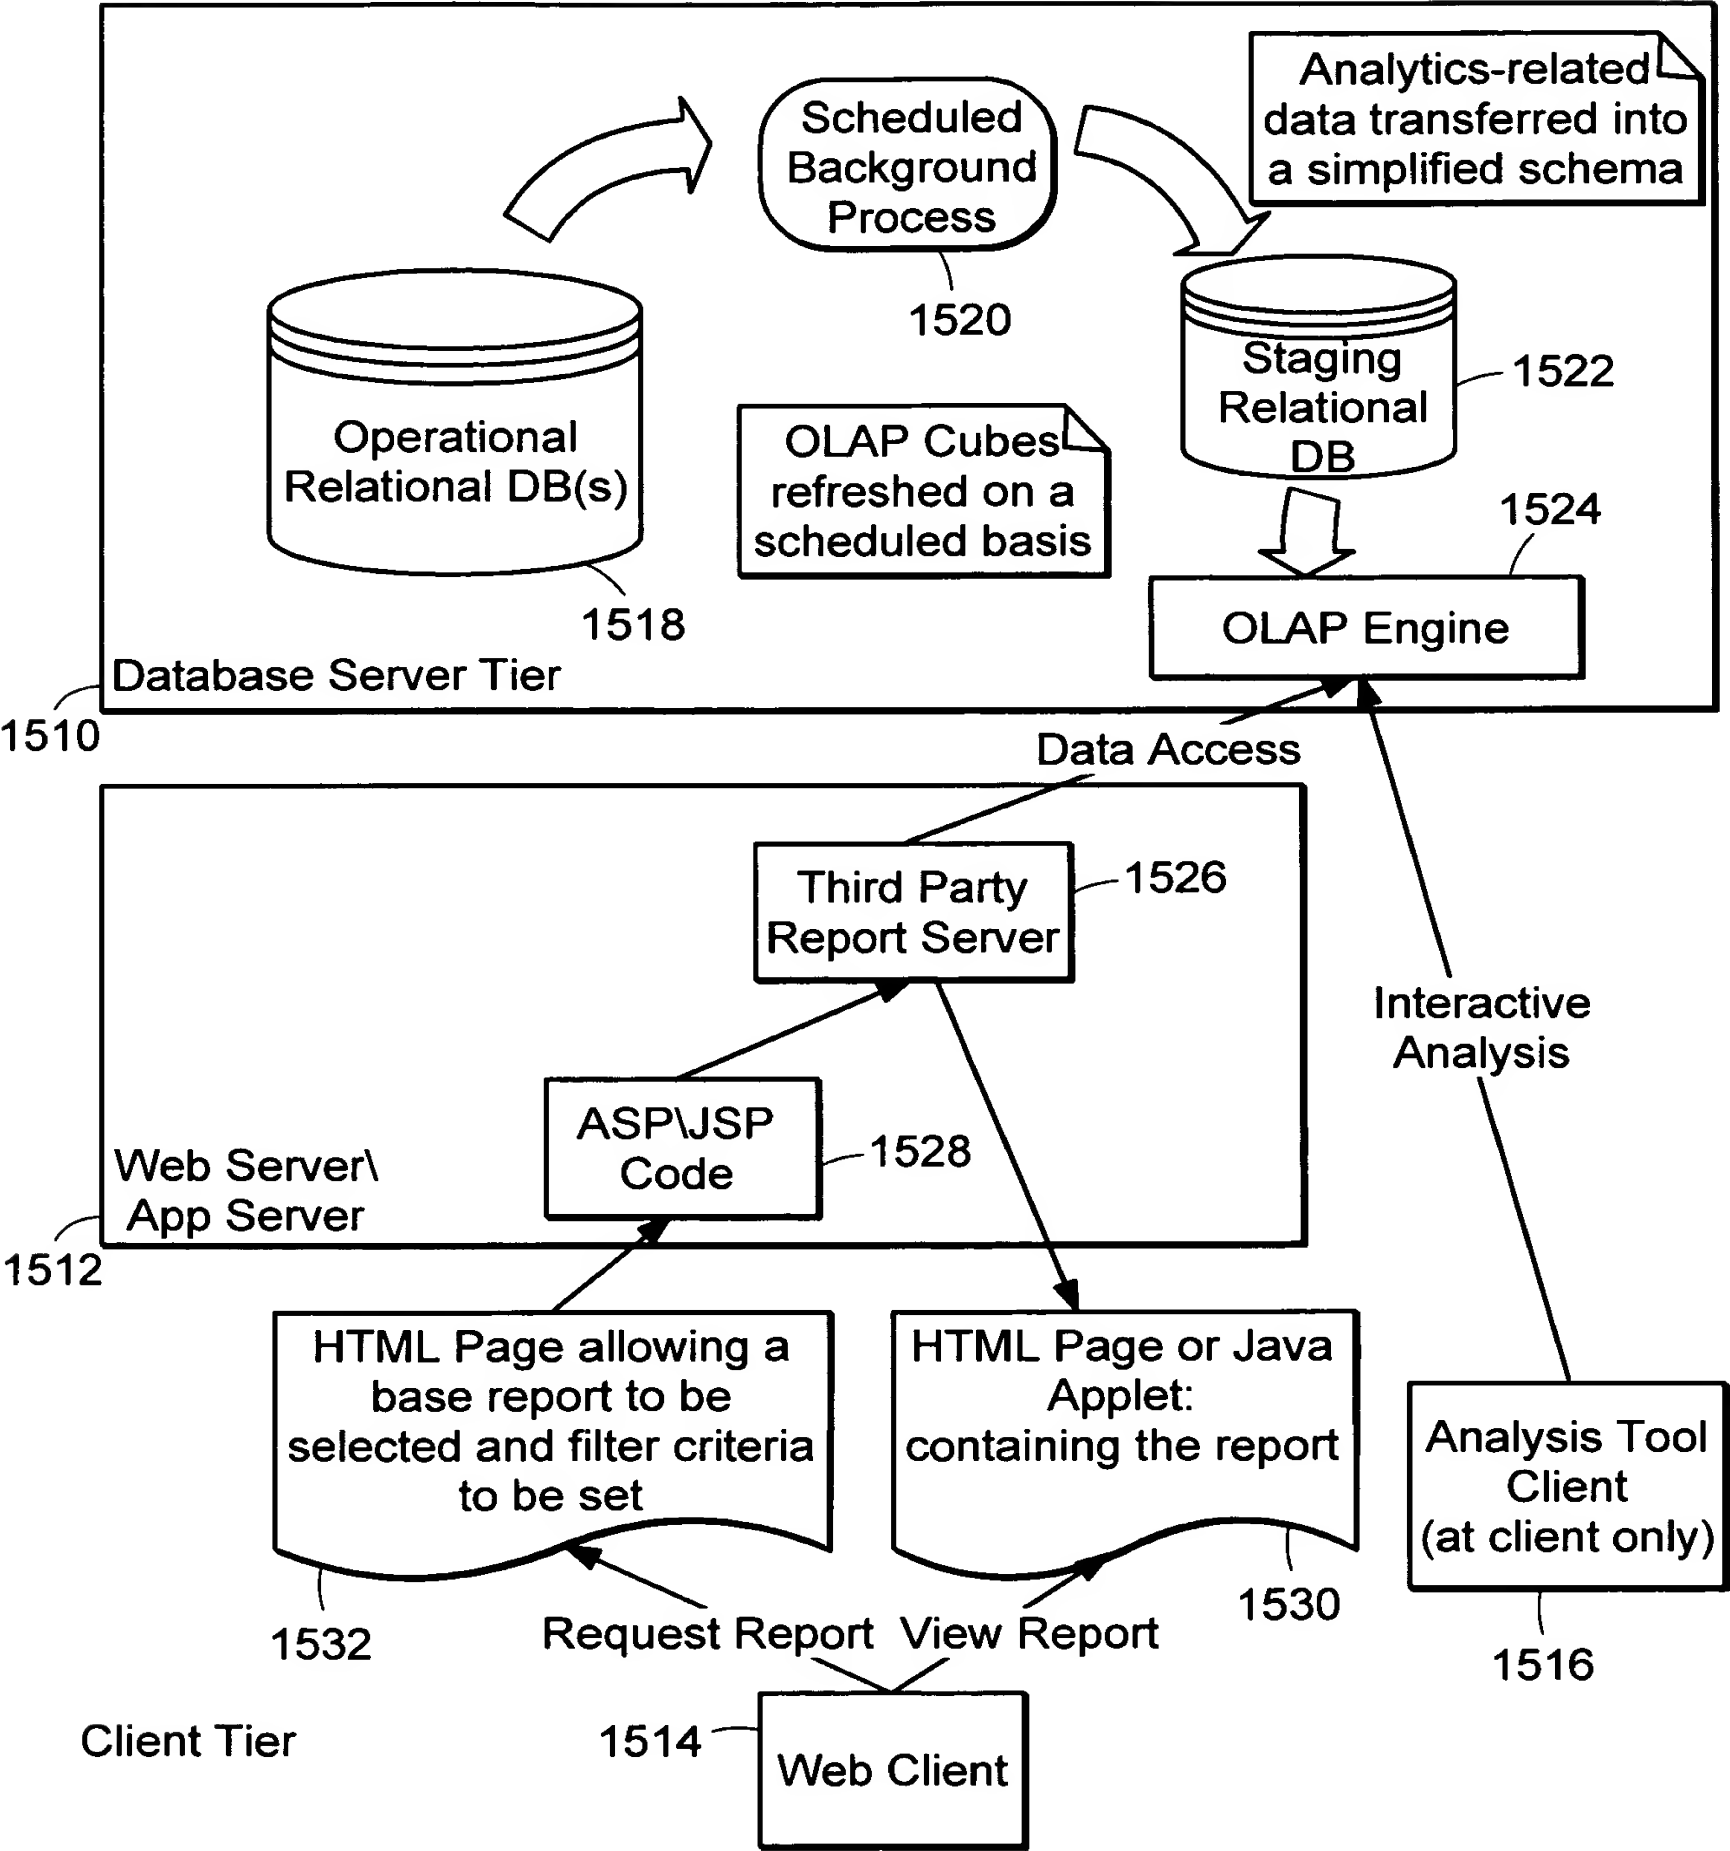 Analytics-related
data transferred into
a simplified schema
Scheduled
Background
Process
1520
Operational
Relational DB(s)
1518
OLAP Cubes
refreshed on a
scheduled basis
Staging
Relational
DB
1522
1524
OLAP Engine
Database Server Tier
1510
Data Access
Third Party
Report Server
1526
Interactive
Analysis
ASP\JSP
Code
1528
Web Server\
App Server
1512
HTML Page allowing a
base report to be
selected and filter criteria
to be set
1532
HTML Page or Java
Applet:
containing the report
1530
Analysis Tool
Client
(at client only)
1516
Request Report
View Report
Client Tier
1514
Web Client